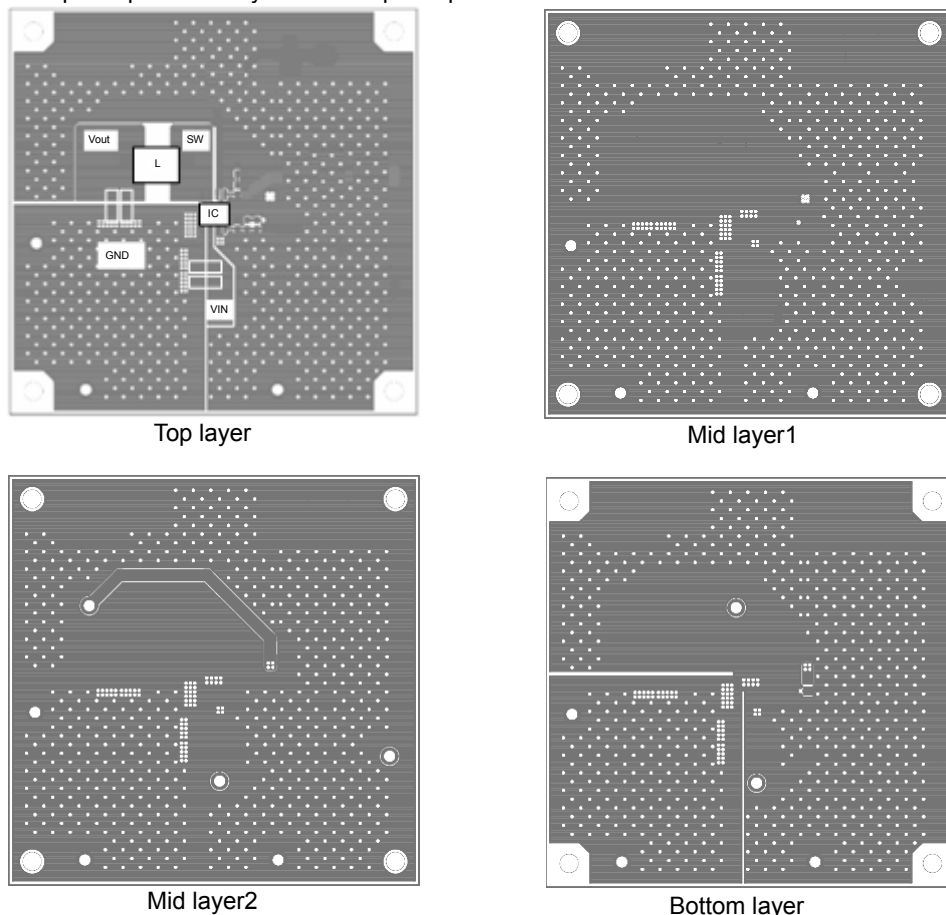 Vout
SW
L
IC
GND
VIN
Top layer
Mid layer1
Mid layer2
Bottom layer